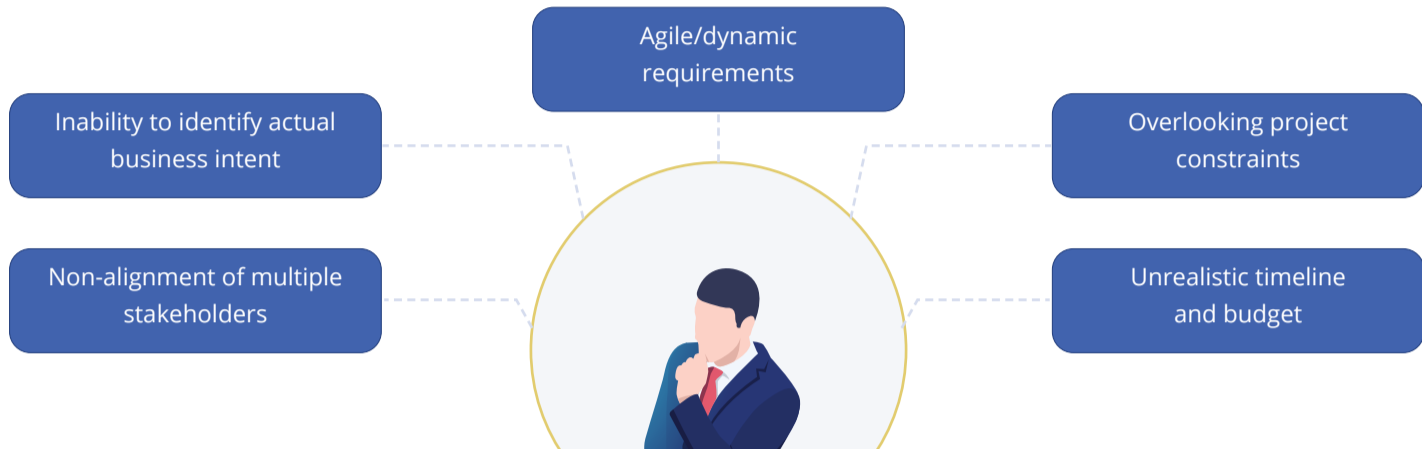 Agile/dynamic
requirements
Inability to identify actual
business intent
Overlooking project
constraints
Non-alignment of multiple
stakeholders
Unrealistic timeline
and budget